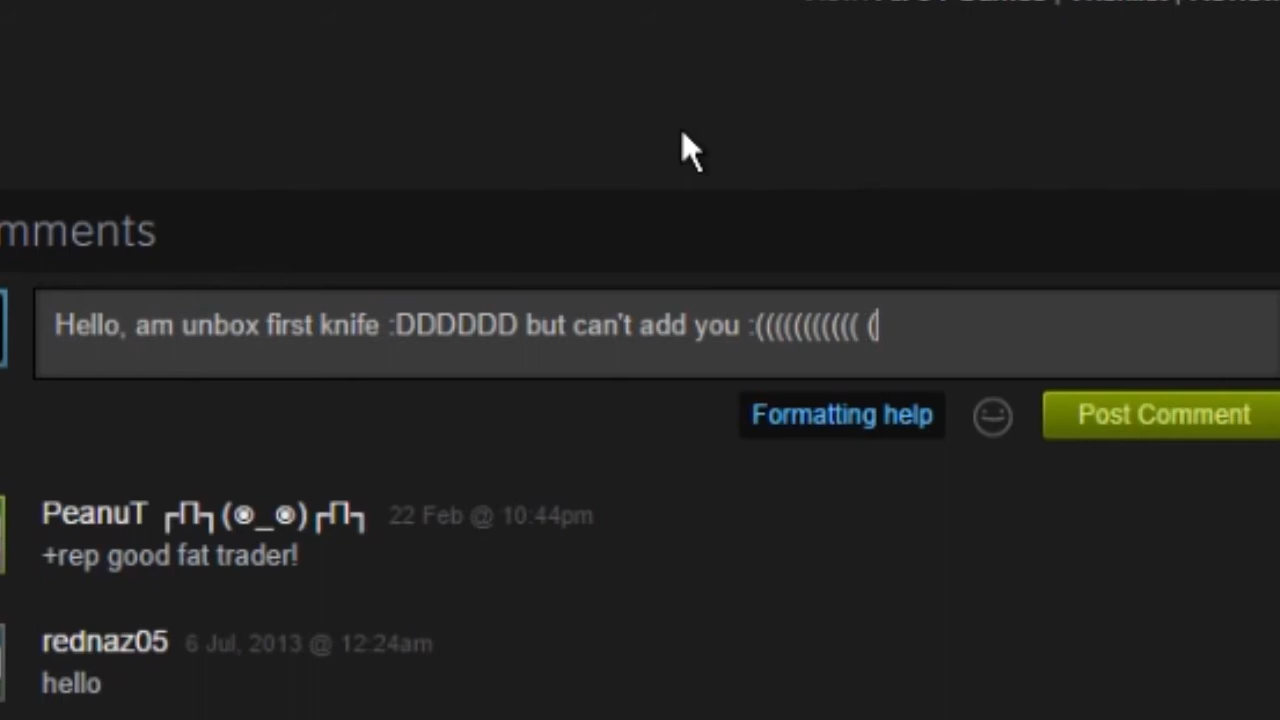 mments
Hello, am unbox first knife :DDDDDD but can't add you :((((((((((( (
Formatting help
Post Comment
PeanuT ┌∩┐(◉_◉)┌∩┐ 22 Feb @ 10:44pm
+rep good fat trader!
rednaz05 6 Jul, 2013 @ 12:24am
hello